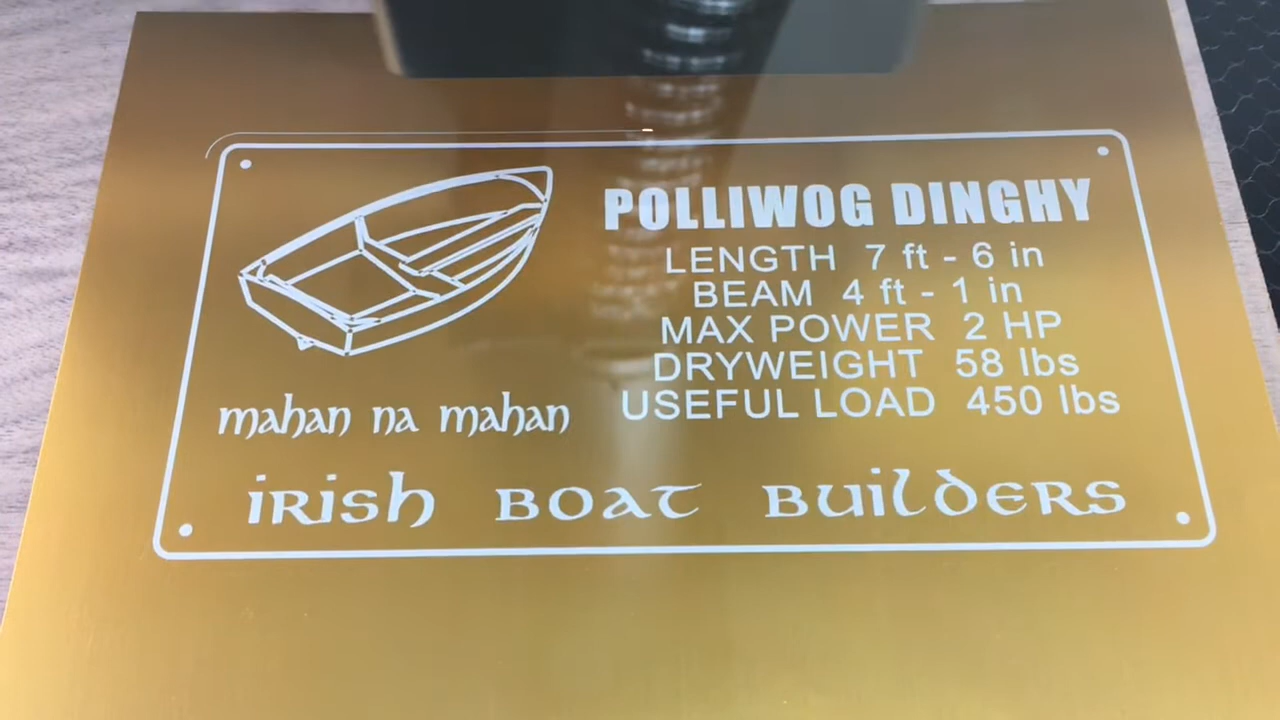 POLLIWOG DINGHY
LENGTH 7 ft - 6 in
BEAM 4 ft - 1 in
MAX POWER 2 HP
DRYWEIGHT 58 lbs
USEFUL LOAD 450 lbs
mahan na mahan
iRish BOAT BUilDERS